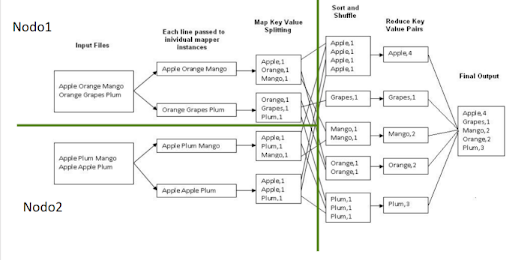 Nodo1
Input Files
Each line passed to
inividual mapper
instances
Map Key Value
Splitting
Sort and
Shuffle
Reduce Key
Value Pairs
Final Output
Apple Orange Mango
Orange Grapes Plum
Apple Orange Mango
Orange Grapes Plum
Apple,1
Orange,1
Mango,1
Orange,1
Grapes,1
Plum,1
Apple Plum Mango
Apple Apple Plum
Apple Plum Mango
Apple Apple Plum
Apple,1
Plum,1
Mango,1
Apple,1
Apple,1
Plum,1
Apple,1
Apple,1
Apple,1
Apple,1
Grapes,1
Mango,1
Mango,1
Orange,1
Orange,1
Plum,1
Plum,1
Plum,1
Apple,4
Grapes,1
Mango,2
Orange,2
Plum,3
Apple,4
Grapes,1
Mango,2
Orange,2
Plum,3
Nodo2